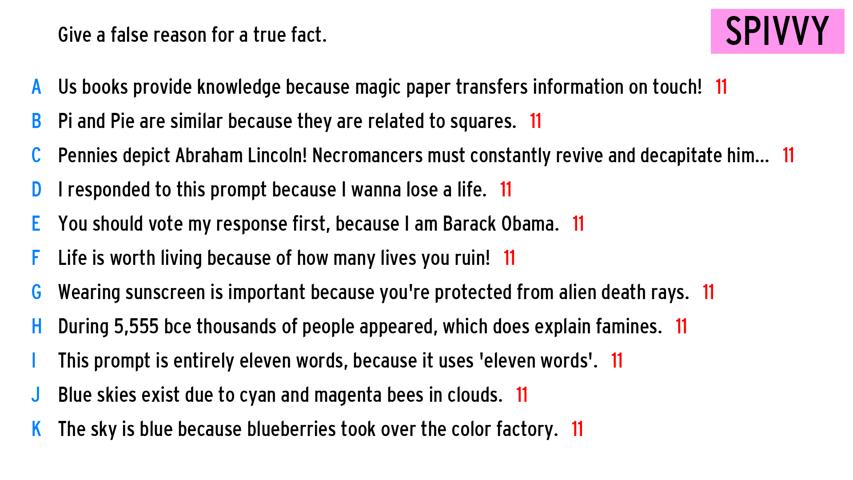 Give a false reason for a true fact.
SPIVVY
A Us books provide knowledge because magic paper transfers information on touch! 11
B Pi and Pie are similar because they are related to squares. 11
C Pennies depict Abraham Lincoln! Necromancers must constantly revive and decapitate him... 11
D I responded to this prompt because I wanna lose a life. 11
E You should vote my response first, because I am Barack Obama. 11
F Life is worth living because of how many lives you ruin! 11
G Wearing sunscreen is important because you're protected from alien death rays. 11
H During 5,555 bce thousands of people appeared, which does explain famines. 11
I This prompt is entirely eleven words, because it uses 'eleven words'. 11
J Blue skies exist due to cyan and magenta bees in clouds. 11
K The sky is blue because blueberries took over the color factory. 11